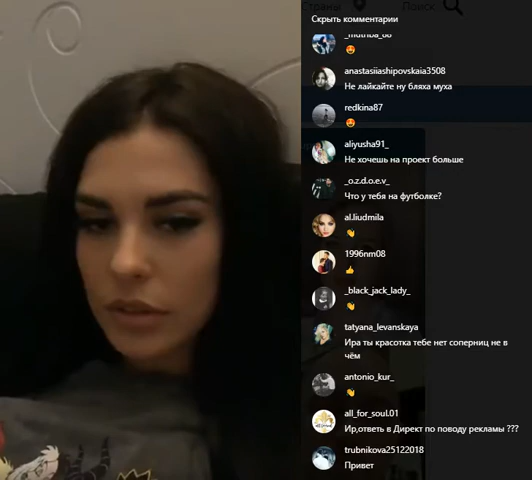 Страны
Поиск
Скрыть комментарии
anastasiiashipovskaia3508
Не лайкайте ну бляха муха
redkina87
aliyusha91_
Не хочешь на проект больше
_o.z.d.o.e.v_
Что у тебя на футболке?
al.liudmila
1996nm08
_black_jack_lady_
tatyana_levanskaya
Ира ты красотка тебе нет соперниц не в
чём
antonio_kur_
all_for_soul.01
Ир,ответь в Директ по поводу рекламы ???
trubnikova25122018
Привет